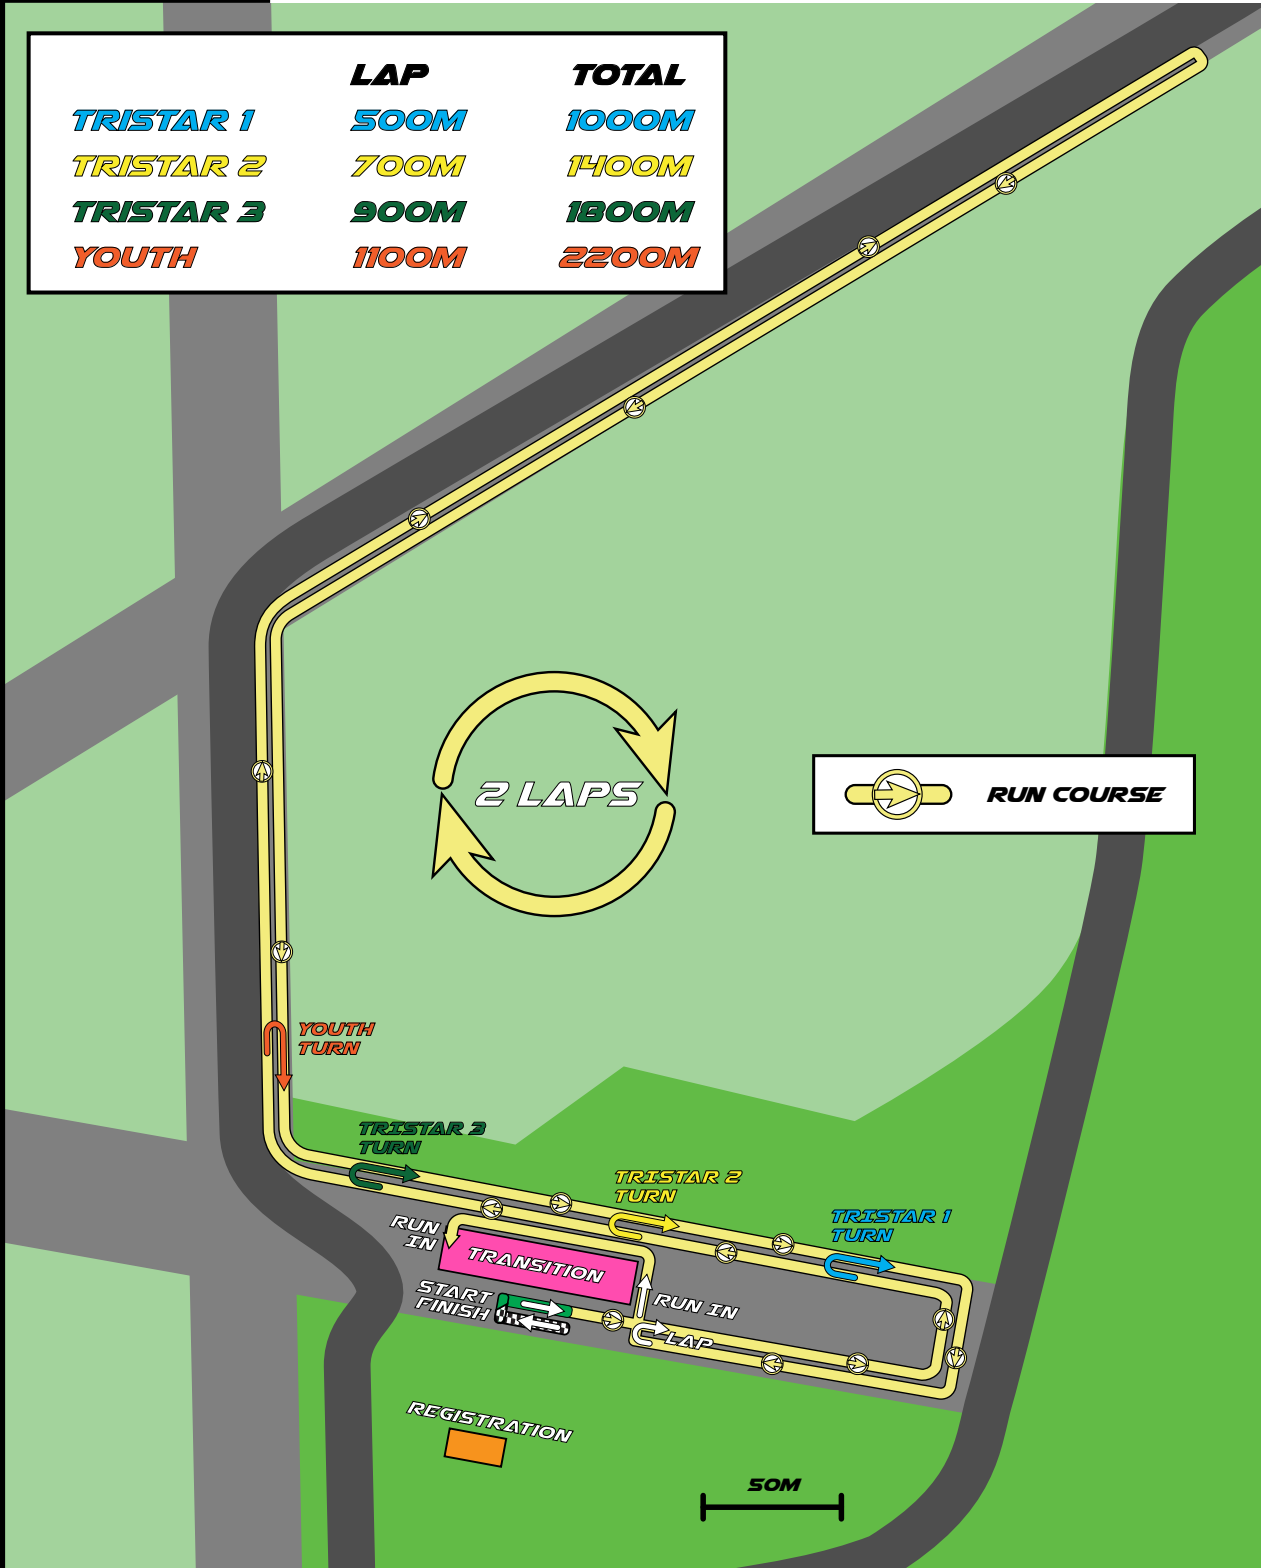 LAP TOTAL
TRISTAR 1 500M 1000M
TRISTAR 2 700M 1400M
TRISTAR 3 900M 1800M
YOUTH 1100M 2200M
2 LAPS
RUN COURSE
YOUTH
TURN
TRISTAR 3
TURN
TRISTAR 2
TURN
TRISTAR 1
TURN
RUN
IN
TRANSITION
START
FINISH
RUN IN
LAP
REGISTRATION
50M